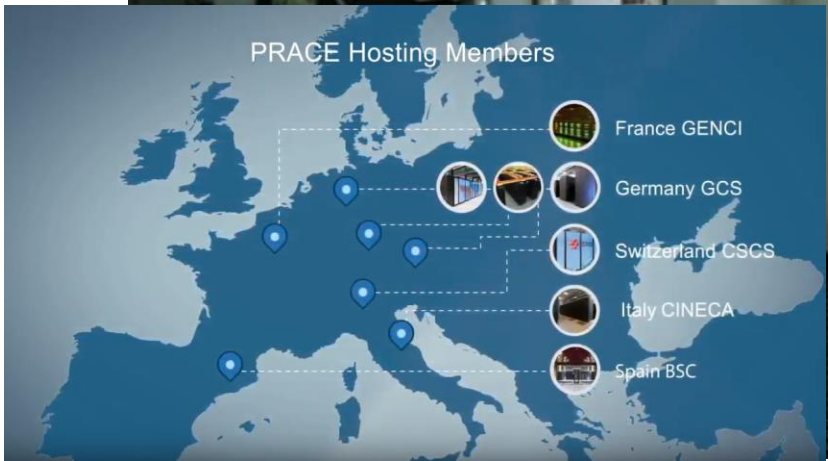 PRACE Hosting Members
France GENCI
Germany GCS
Switzerland CSCS
Italy CINECA
Spain BSC